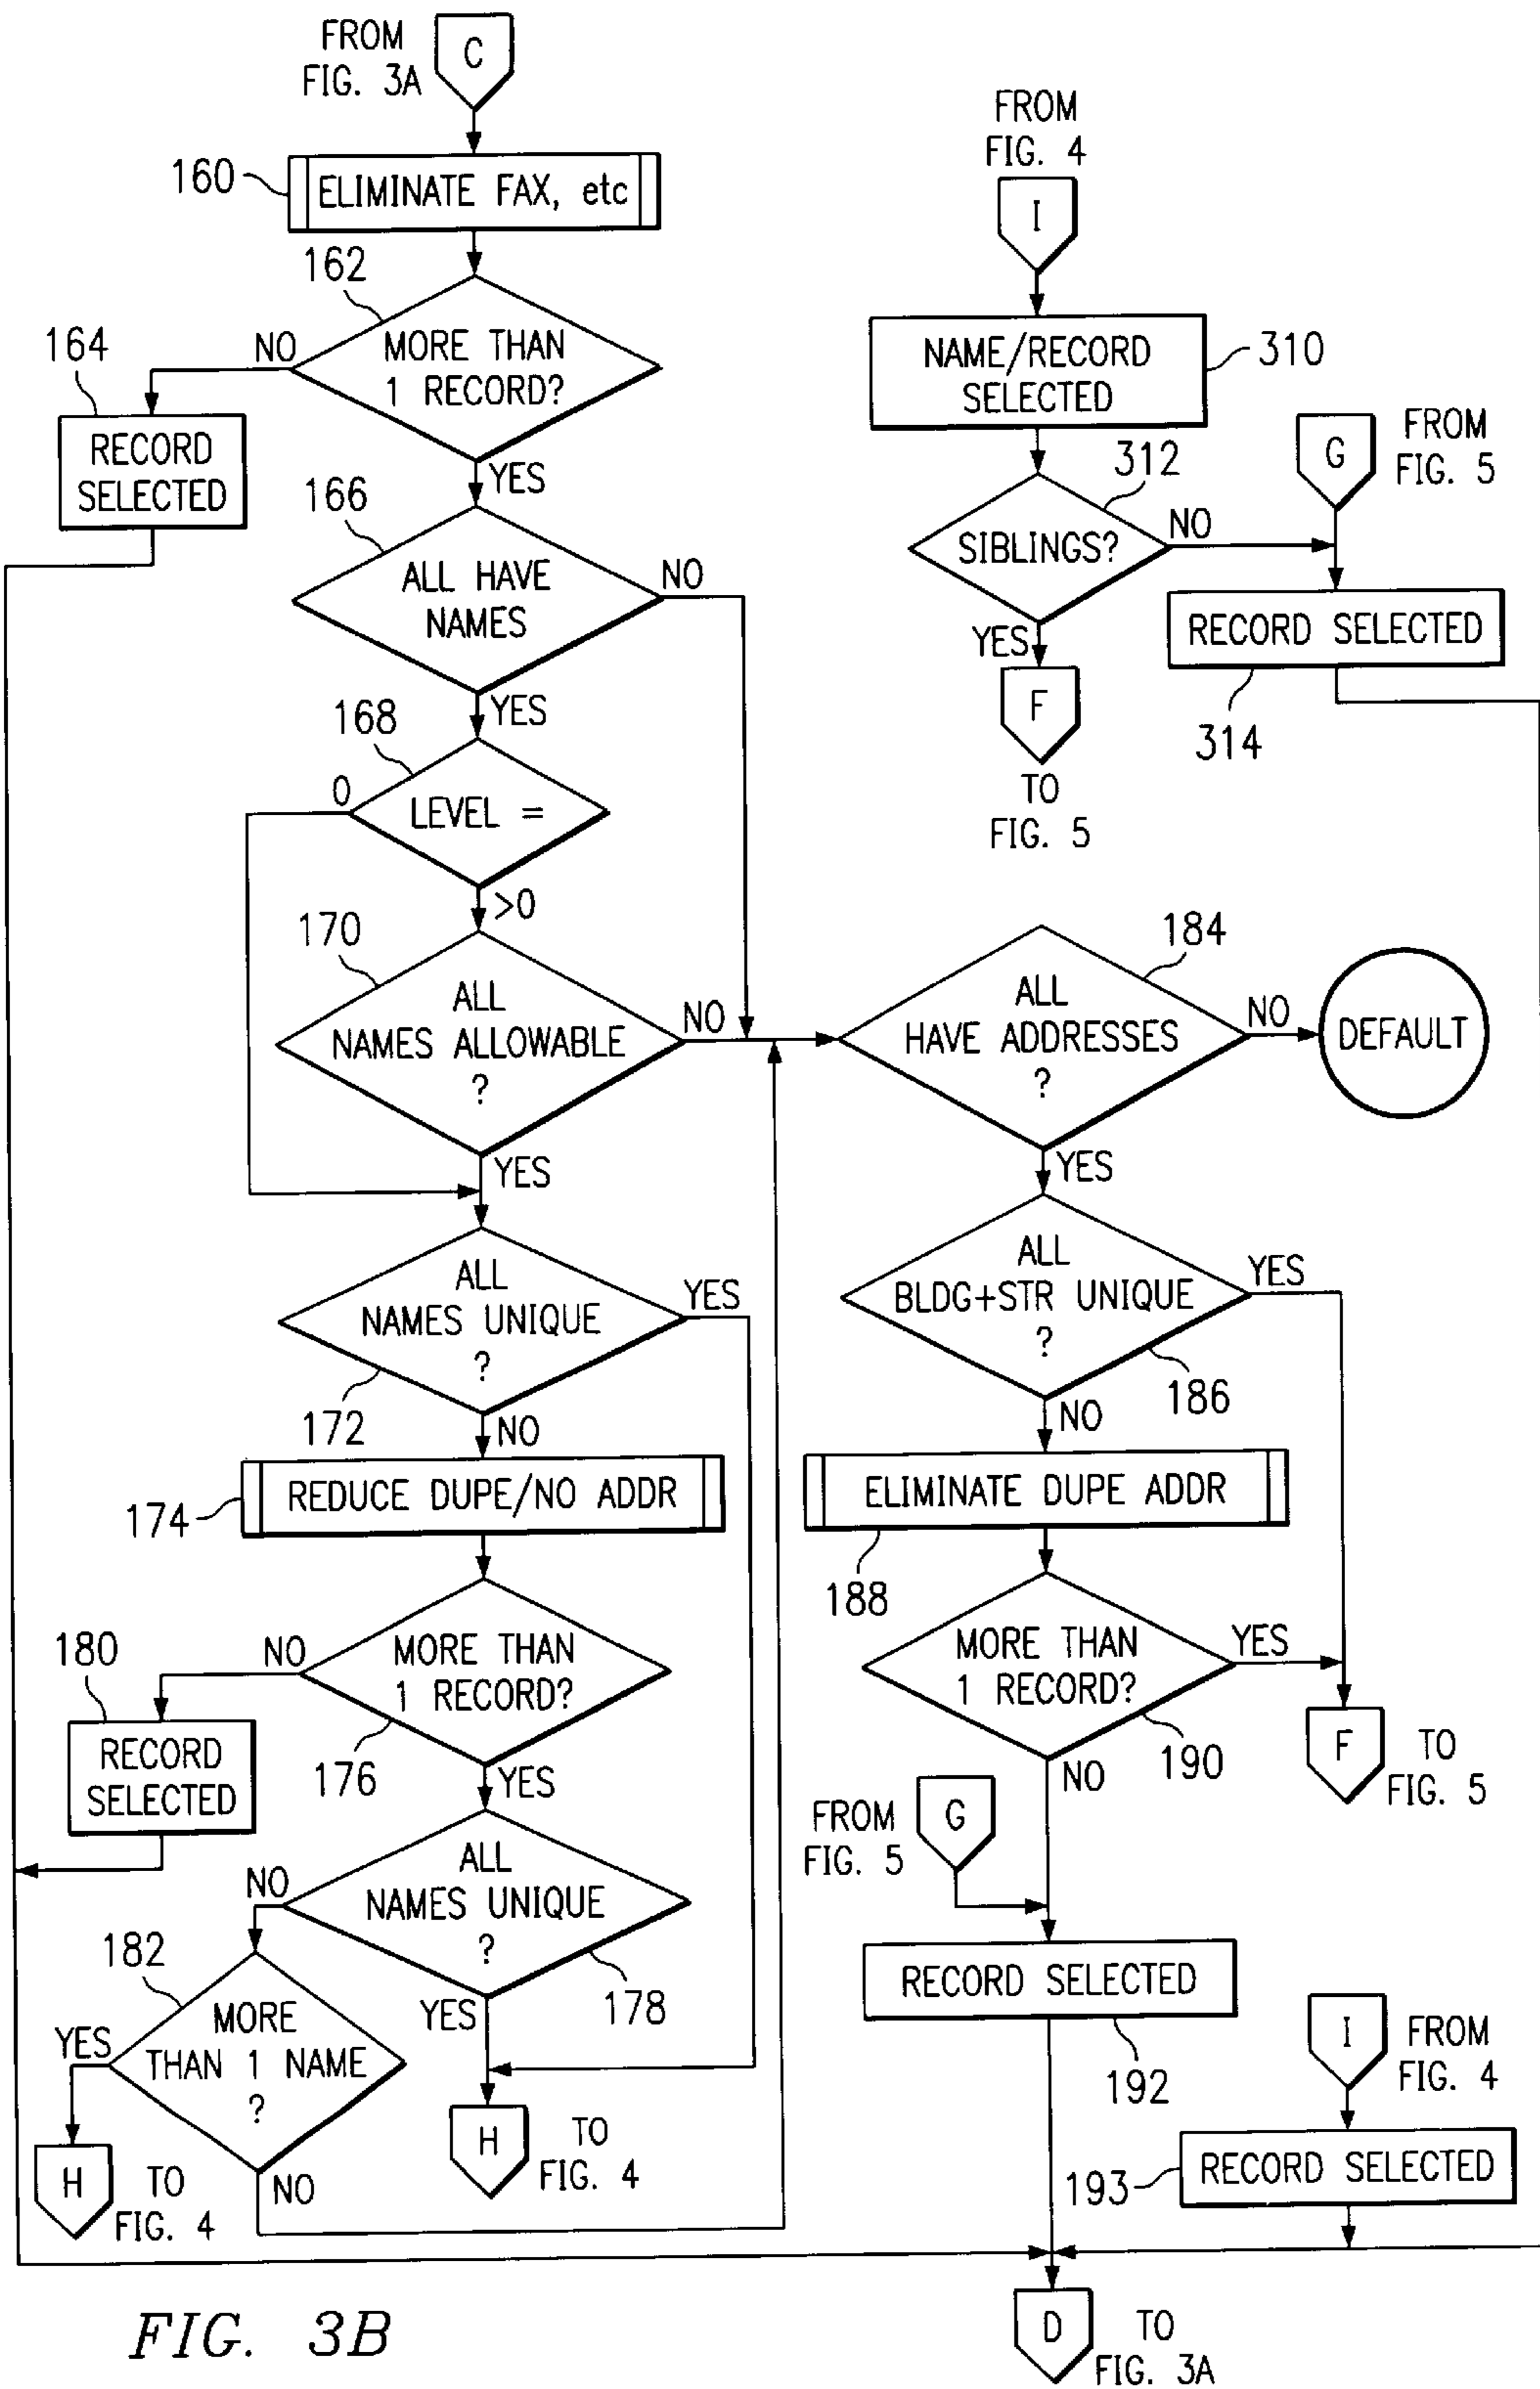 FROM
FIG. 3A
C
160
ELIMINATE FAX, etc
162
MORE THAN
1 RECORD?
NO
164
RECORD
SELECTED
YES
166
ALL HAVE
NAMES
NO
YES
168
LEVEL =
0
>0
170
ALL
NAMES ALLOWABLE
?
NO
YES
ALL
NAMES UNIQUE
?
YES
172
NO
174
REDUCE DUPE/NO ADDR
MORE THAN
1 RECORD?
NO
180
RECORD
SELECTED
176
YES
ALL
NAMES UNIQUE
?
NO
178
YES
182
MORE
THAN 1 NAME
?
YES
NO
H
TO
FIG. 4
H
TO
FIG. 4
FROM
FIG. 4
I
NAME/RECORD
SELECTED
310
312
SIBLINGS?
NO
YES
G
FROM
FIG. 5
RECORD SELECTED
314
F
TO
FIG. 5
184
ALL
HAVE ADDRESSES
?
NO
DEFAULT
YES
ALL
BLDG+STR UNIQUE
?
YES
186
NO
ELIMINATE DUPE ADDR
188
MORE THAN
1 RECORD?
YES
190
NO
F
TO
FIG. 5
FROM
FIG. 5
G
RECORD SELECTED
192
I
FROM
FIG. 4
193
RECORD SELECTED
D
TO
FIG. 3A
FIG. 3B